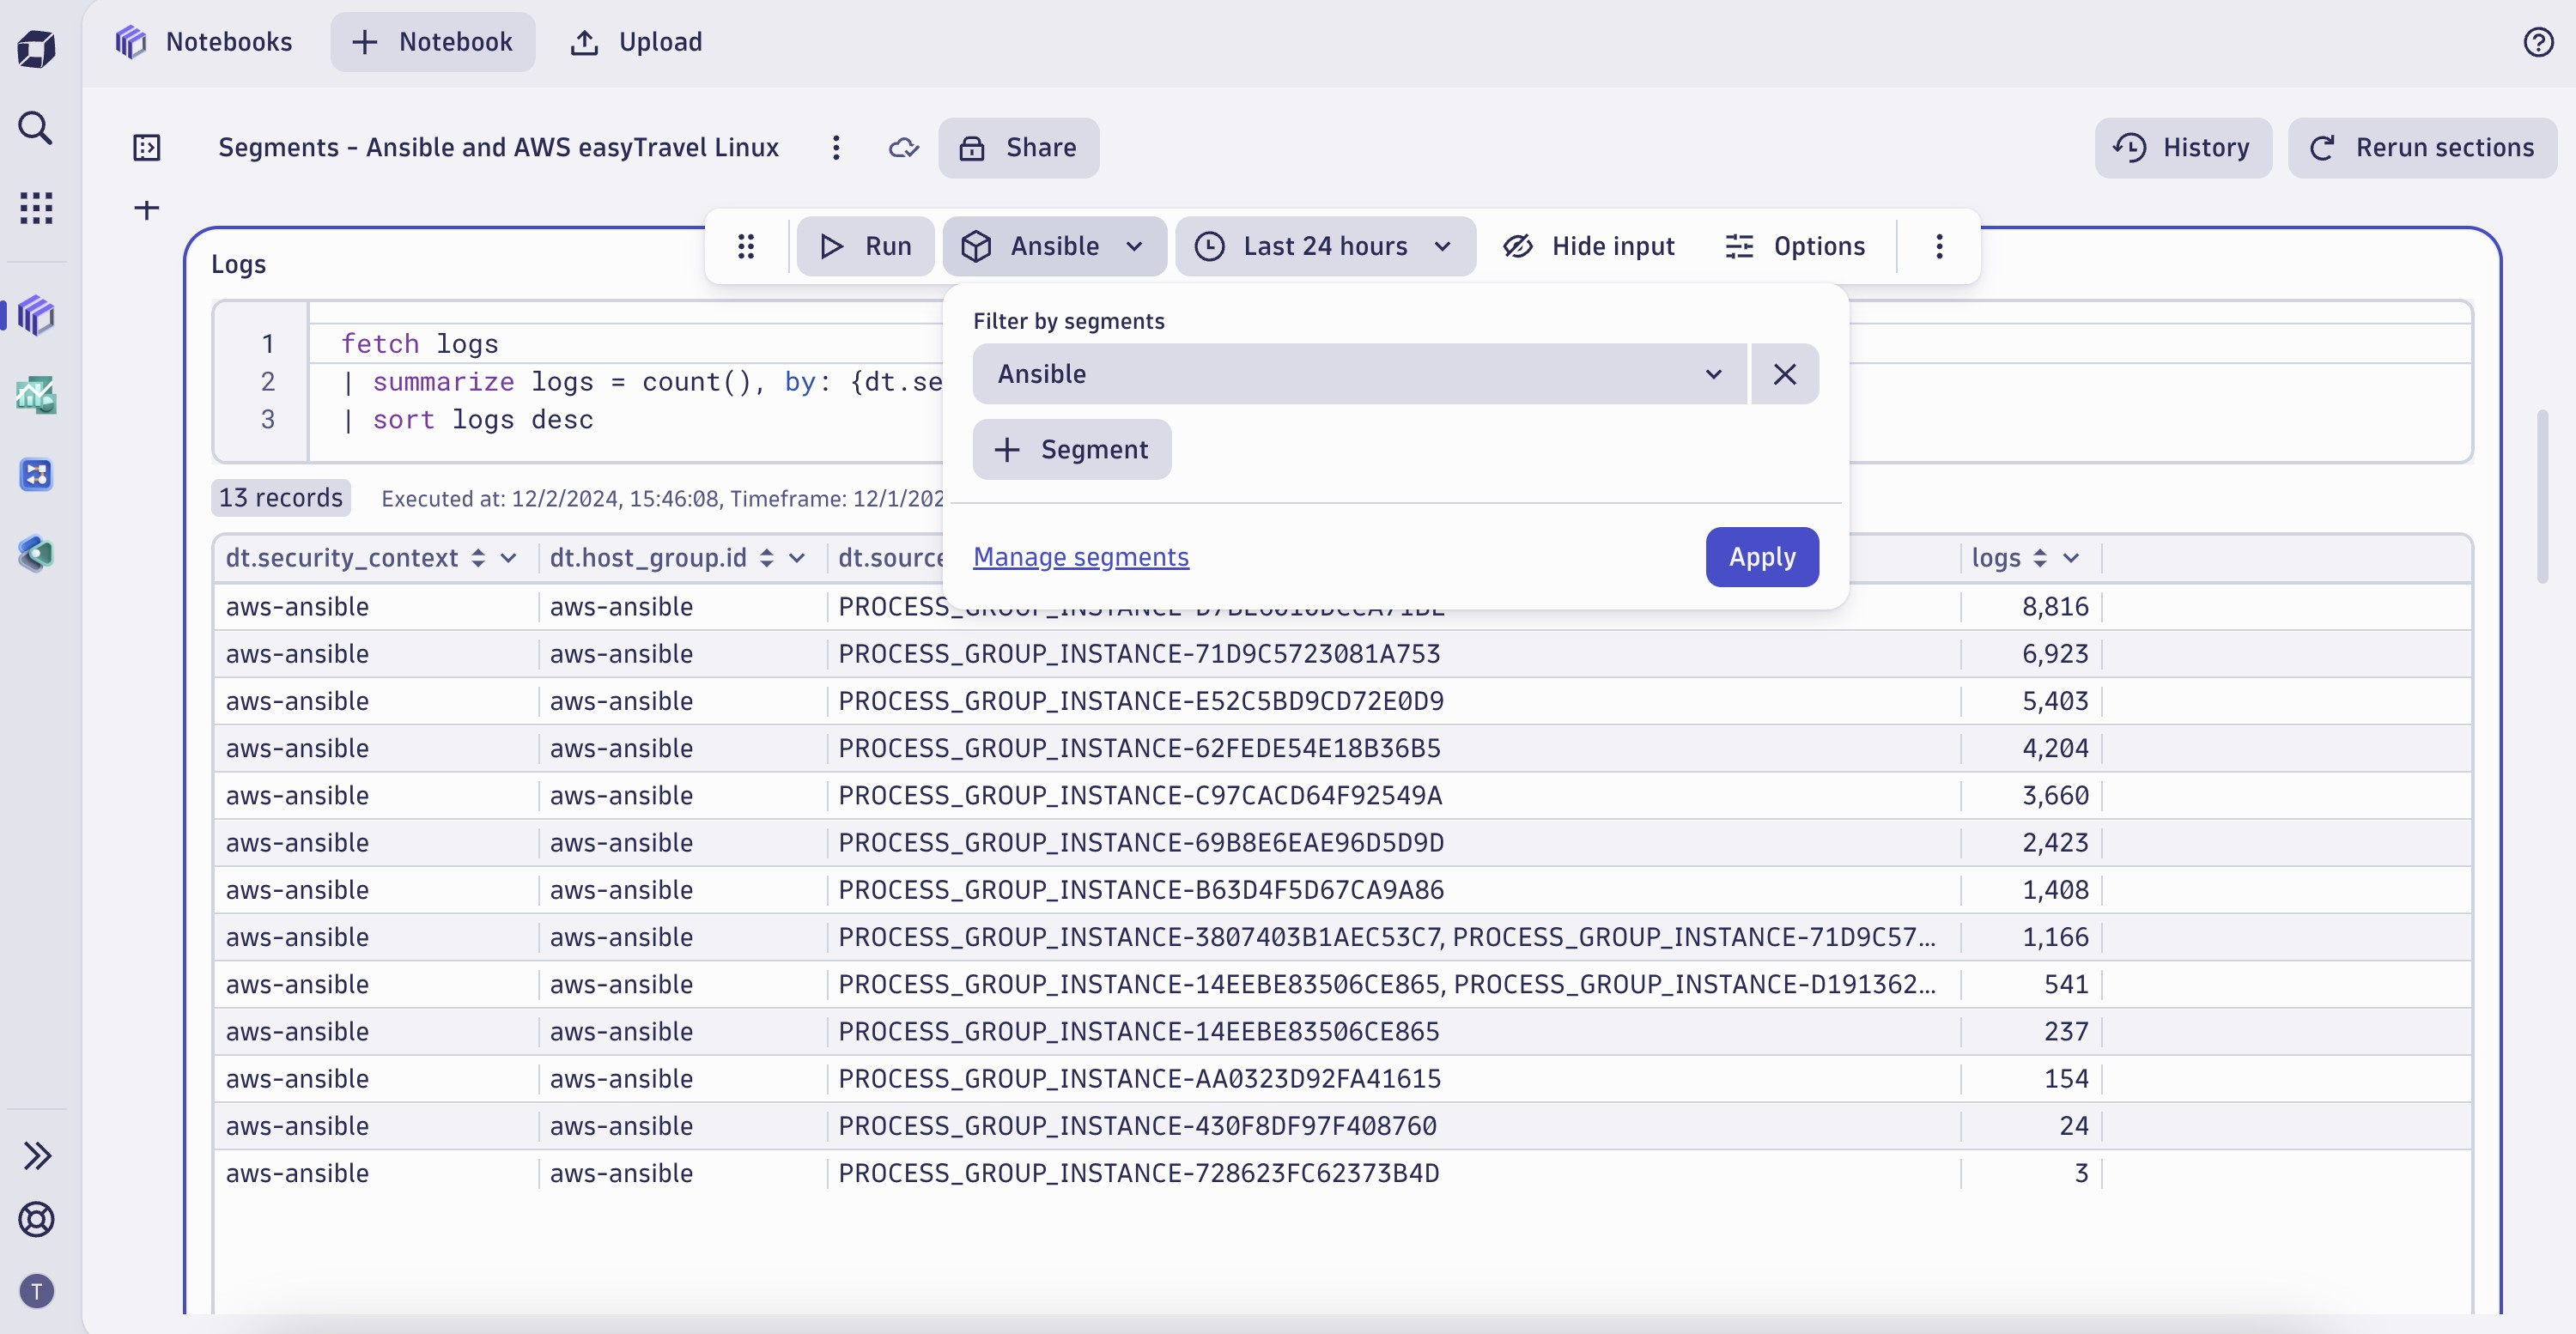 Notebooks
Notebook
Upload
Segments - Ansible and AWS easyTravel Linux
Share
History
Rerun sections
Run
Ansible
Last 24 hours
Hide input
Options
Logs
Filter by segments
Ansible
Segment
Manage segments
Apply
1 fetch logs
2 | summarize logs = count(), by: {dt.se
3 | sort logs desc
13 records Executed at: 12/2/2024, 15:46:08, Timeframe: 12/1/202
dt.security_context dt.host_group.id dt.source logs
aws-ansible aws-ansible 8,816
aws-ansible aws-ansible PROCESS_GROUP_INSTANCE-71D9C5723081A753 6,923
aws-ansible aws-ansible PROCESS_GROUP_INSTANCE-E52C5BD9CD72E0D9 5,403
aws-ansible aws-ansible PROCESS_GROUP_INSTANCE-62FEDE54E18B36B5 4,204
aws-ansible aws-ansible PROCESS_GROUP_INSTANCE-C97CACD64F92549A 3,660
aws-ansible aws-ansible PROCESS_GROUP_INSTANCE-69B8E6EAE96D5D9D 2,423
aws-ansible aws-ansible PROCESS_GROUP_INSTANCE-B63D4F5D67CA9A86 1,408
aws-ansible aws-ansible PROCESS_GROUP_INSTANCE-3807403B1AEC53C7, PROCESS_GROUP_INSTANCE-71D9C57... 1,166
aws-ansible aws-ansible PROCESS_GROUP_INSTANCE-14EEBE83506CE865, PROCESS_GROUP_INSTANCE-D191362... 541
aws-ansible aws-ansible PROCESS_GROUP_INSTANCE-14EEBE83506CE865 237
aws-ansible aws-ansible PROCESS_GROUP_INSTANCE-AA0323D92FA41615 154
aws-ansible aws-ansible PROCESS_GROUP_INSTANCE-430F8DF97F408760 24
aws-ansible aws-ansible PROCESS_GROUP_INSTANCE-728623FC62373B4D 3
T